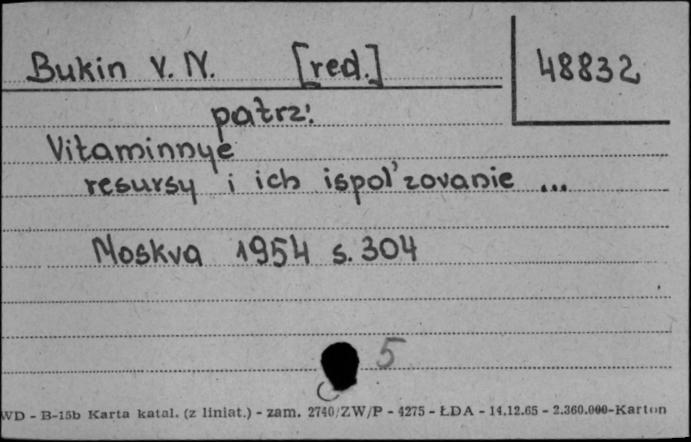 Bukin V. N. [red.]
48832
patrz:
Vitaminnye
resursy i ich ispol'zovanie ...
Moskva 1954 s. 304
5
WD - B-15b Karta katal. (z liniat.) - zam. 2740/ZW/P - 4275 - ŁDA - 14.12.65 - 2.360.000-Karton